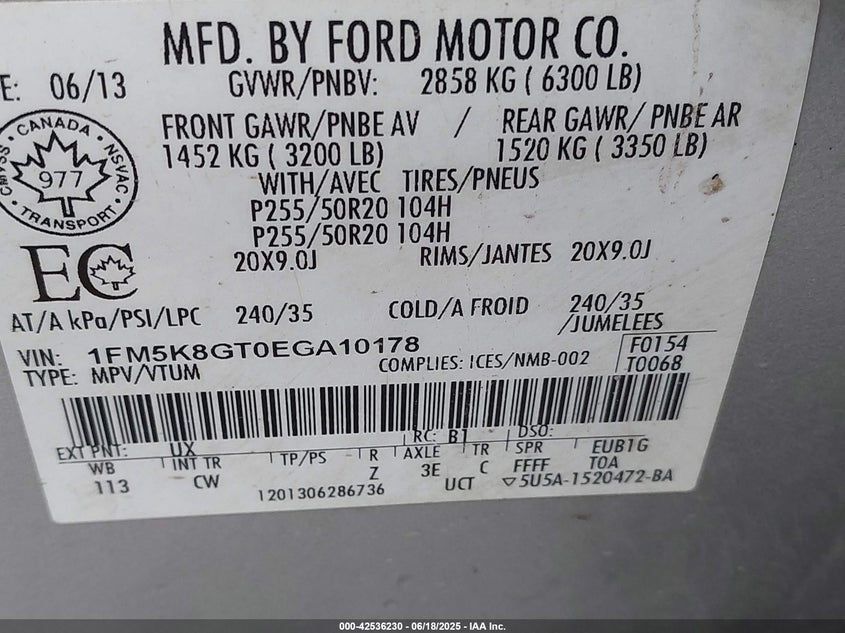 MFD. BY FORD MOTOR CO.
E: 06/13 GVWR/PNBV: 2858 KG ( 6300 LB)
FRONT GAWR/PNBE AV / REAR GAWR/ PNBE AR
1452 KG ( 3200 LB) 1520 KG ( 3350 LB)
WITH/AVEC TIRES/PNEUS
P255/50R20 104H
P255/50R20 104H
20X9.0J RIMS/JANTES 20X9.0J
CANADA
NSVAC
977
TRANSPORT
EC
AT/A kPa/PSI/LPC 240/35 COLD/A FROID 240/35
/JUMELEES
VIN: 1FM5K8GT0EGA10178 F0154
TYPE: MPV/VTUM COMPLIES: ICES/NMB-002 T0068
EXT PNT: UX RC: B1 DSO:
WB INT TR TP/PS R AXLE TR SPR EUB1G
113 CW Z 3E C FFFF TOA
1201306286736 UCT ▽5U5A-1520472-BA
000-42536230 - 06/18/2025 - IAA Inc.